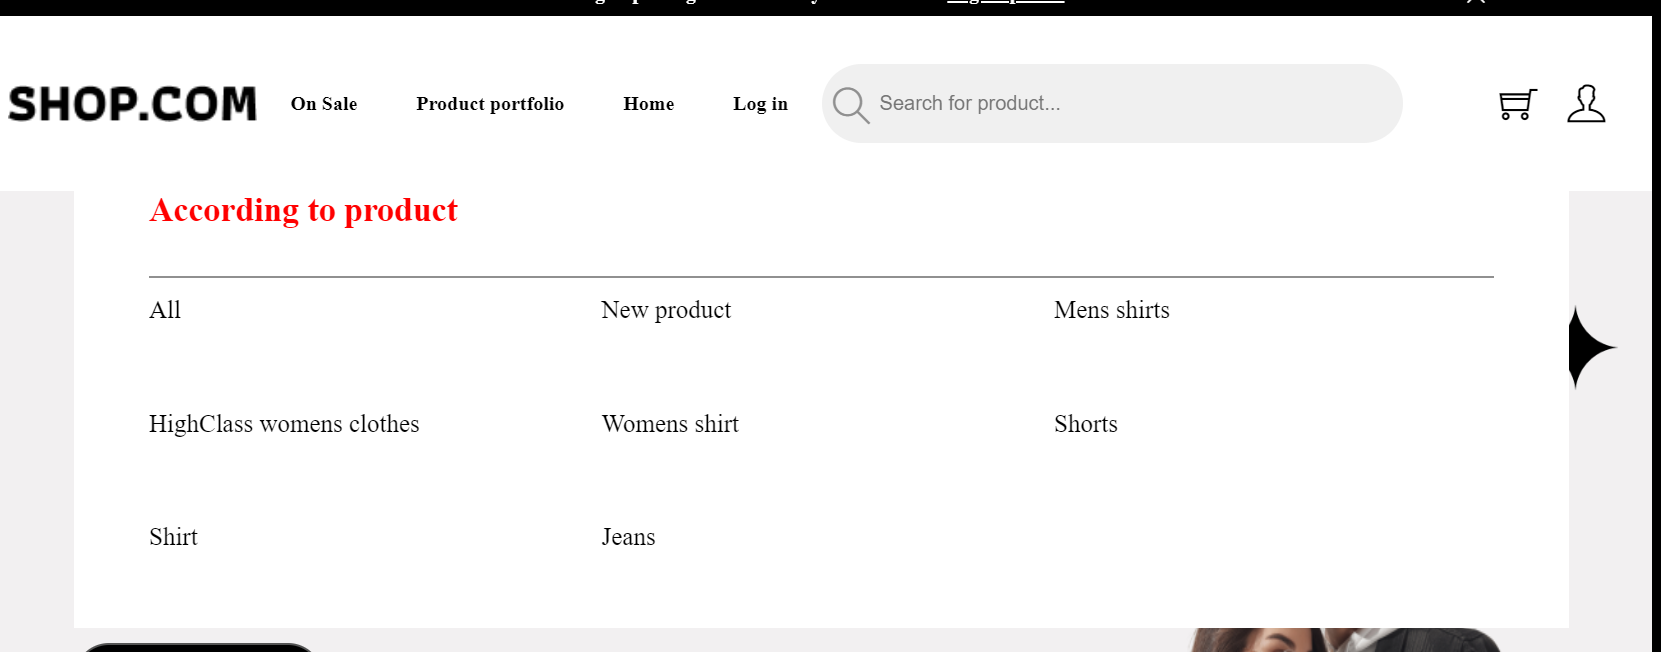 SHOP.COM On Sale Product portfolio Home Log in Search for product...
According to product
All New product Mens shirts
HighClass womens clothes Womens shirt Shorts
Shirt Jeans